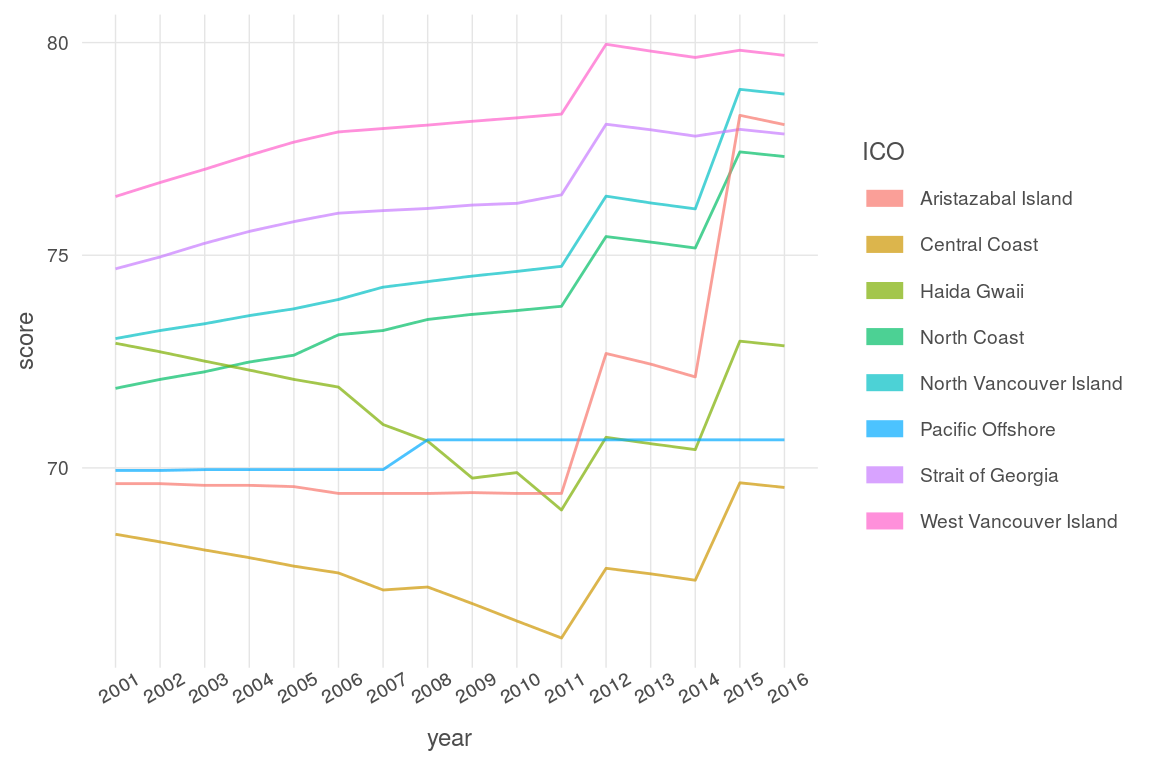 80
75
70
score
2001 2002 2003 2004 2005 2006 2007 2008 2009 2010 2011 2012 2013 2014 2015 2016
year
ICO
Aristazabal Island
Central Coast
Haida Gwaii
North Coast
North Vancouver Island
Pacific Offshore
Strait of Georgia
West Vancouver Island